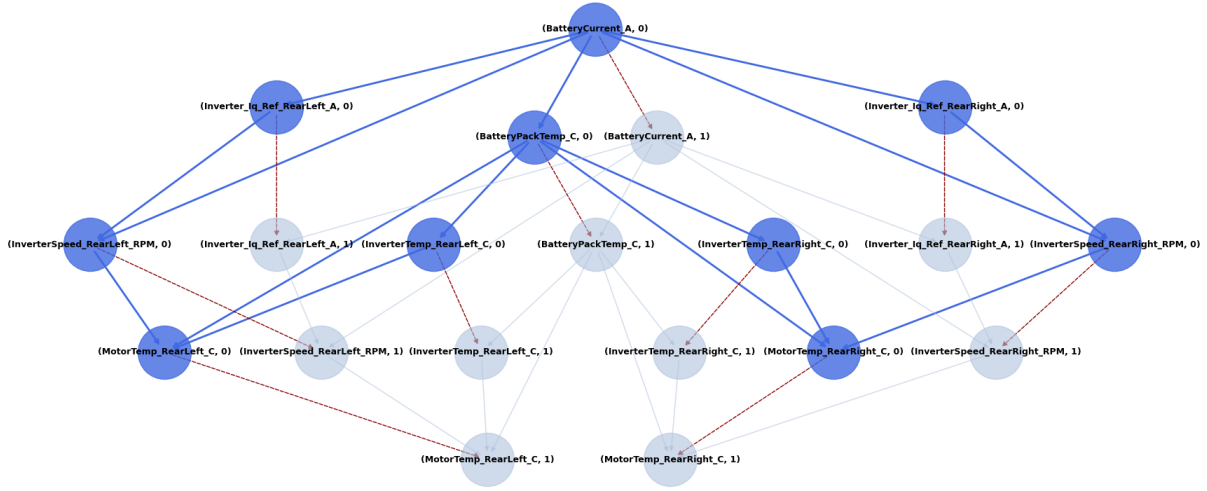 (BatteryCurrent_A, 0)
(Inverter_Iq_Ref_RearLeft_A, 0)
(Inverter_Iq_Ref_RearRight_A, 0)
(BatteryPackTemp_C, 0)
(BatteryCurrent_A, 1)
(InverterSpeed_RearLeft_RPM, 0)
(Inverter_Iq_Ref_RearLeft_A, 1)
(InverterTemp_RearLeft_C, 0)
(BatteryPackTemp_C, 1)
(InverterTemp_RearRight_C, 0)
(Inverter_Iq_Ref_RearRight_A, 1)
(InverterSpeed_RearRight_RPM, 0)
(MotorTemp_RearLeft_C, 0)
(InverterSpeed_RearLeft_RPM, 1)
(InverterTemp_RearLeft_C, 1)
(InverterTemp_RearRight_C, 1)
(MotorTemp_RearRight_C, 0)
(InverterSpeed_RearRight_RPM, 1)
(MotorTemp_RearLeft_C, 1)
(MotorTemp_RearRight_C, 1)